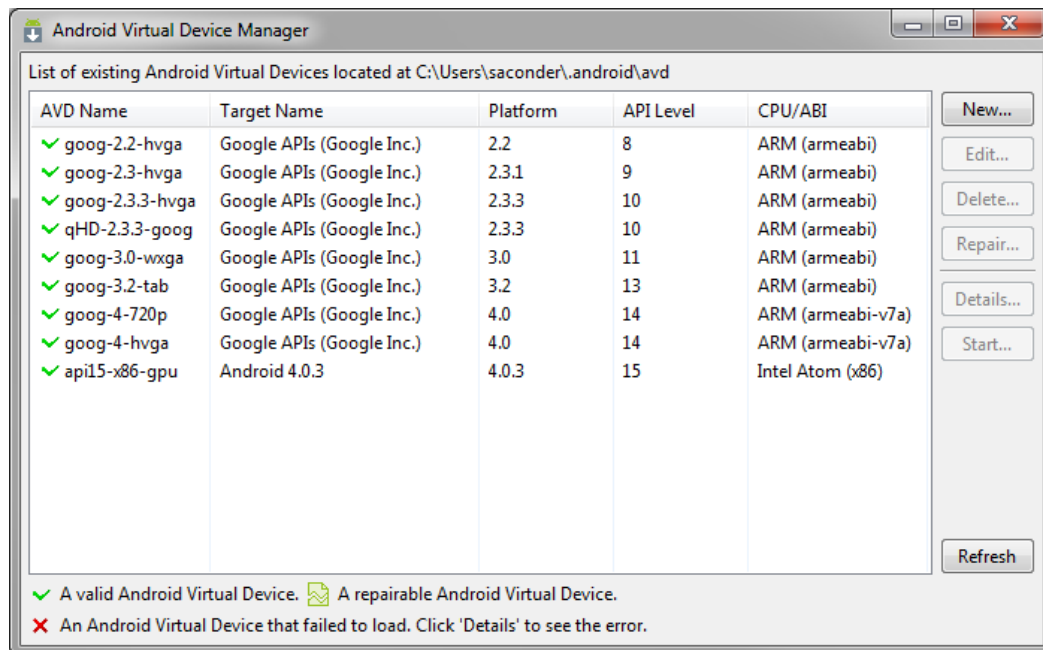 Android Virtual Device Manager
List of existing Android Virtual Devices located at C:\Users\saconder\.android\avd
AVD Name Target Name Platform API Level CPU/ABI New...
goog-2.2-hvga Google APIs (Google Inc.) 2.2 8 ARM (armeabi)
Edit...
goog-2.3-hvga Google APIs (Google Inc.) 2.3.1 9 ARM (armeabi)
goog-2.3.3-hvga Google APIs (Google Inc.) 2.3.3 10 ARM (armeabi) Delete...
qHD-2.3.3-goog Google APIs (Google Inc.) 2.3.3 10 ARM (armeabi)
Repair...
goog-3.0-wxga Google APIs (Google Inc.) 3.0 11 ARM (armeabi)
goog-3.2-tab Google APIs (Google Inc.) 3.2 13 ARM (armeabi)
Details...
goog-4-720p Google APIs (Google Inc.) 4.0 14 ARM (armeabi-v7a)
goog-4-hvga Google APIs (Google Inc.) 4.0 14 ARM (armeabi-v7a) Start...
api15-x86-gpu Android 4.0.3 4.0.3 15 Intel Atom (x86)
Refresh
A valid Android Virtual Device. A repairable Android Virtual Device.
An Android Virtual Device that failed to load. Click 'Details' to see the error.